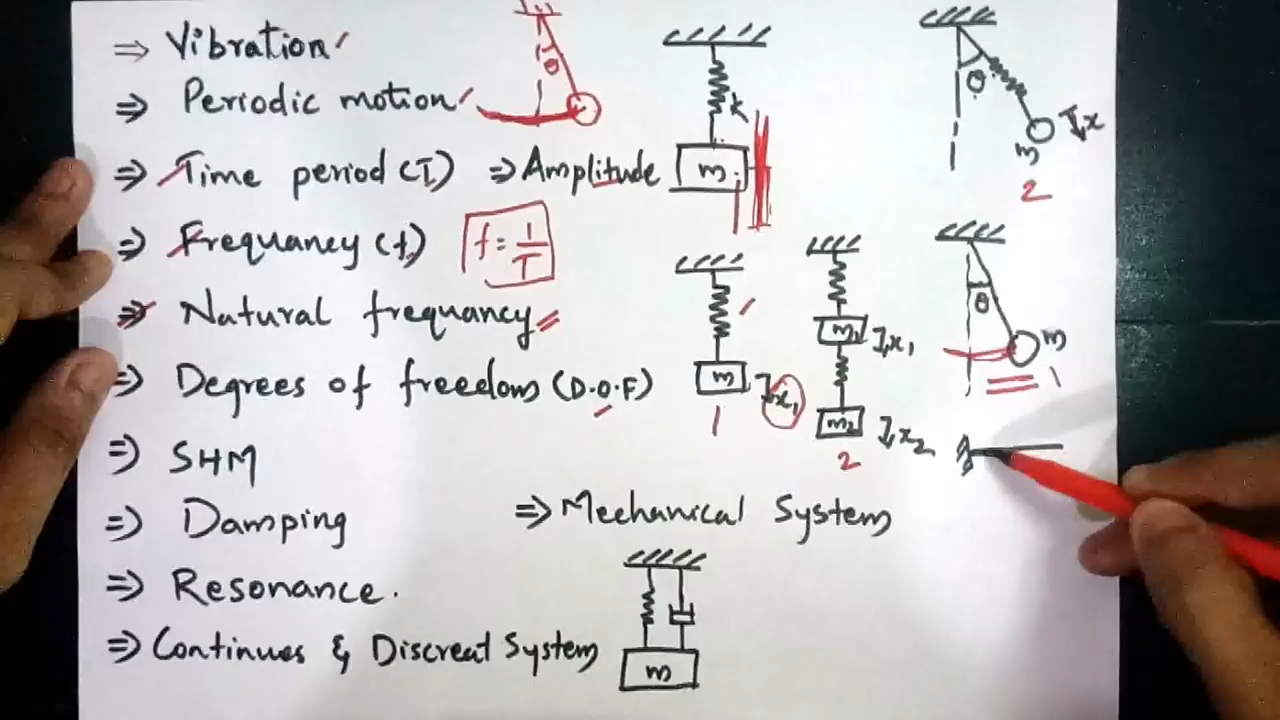 ⇒ Vibration
⇒ Periodic motion
⇒ Time period (T) ⇒ Amplitude
⇒ Frequancy (f) f = 1/T
⇒ Natural frequancy
⇒ Degrees of freedom (D.O.F)
⇒ SHM
⇒ Damping
⇒ Resonance.
⇒ Continues & Discreat System
θ
k
m
θ
m
x
2
m
x1
1
m1
x1
m2
x2
2
θ
m
1
⇒ Mechanical System
m